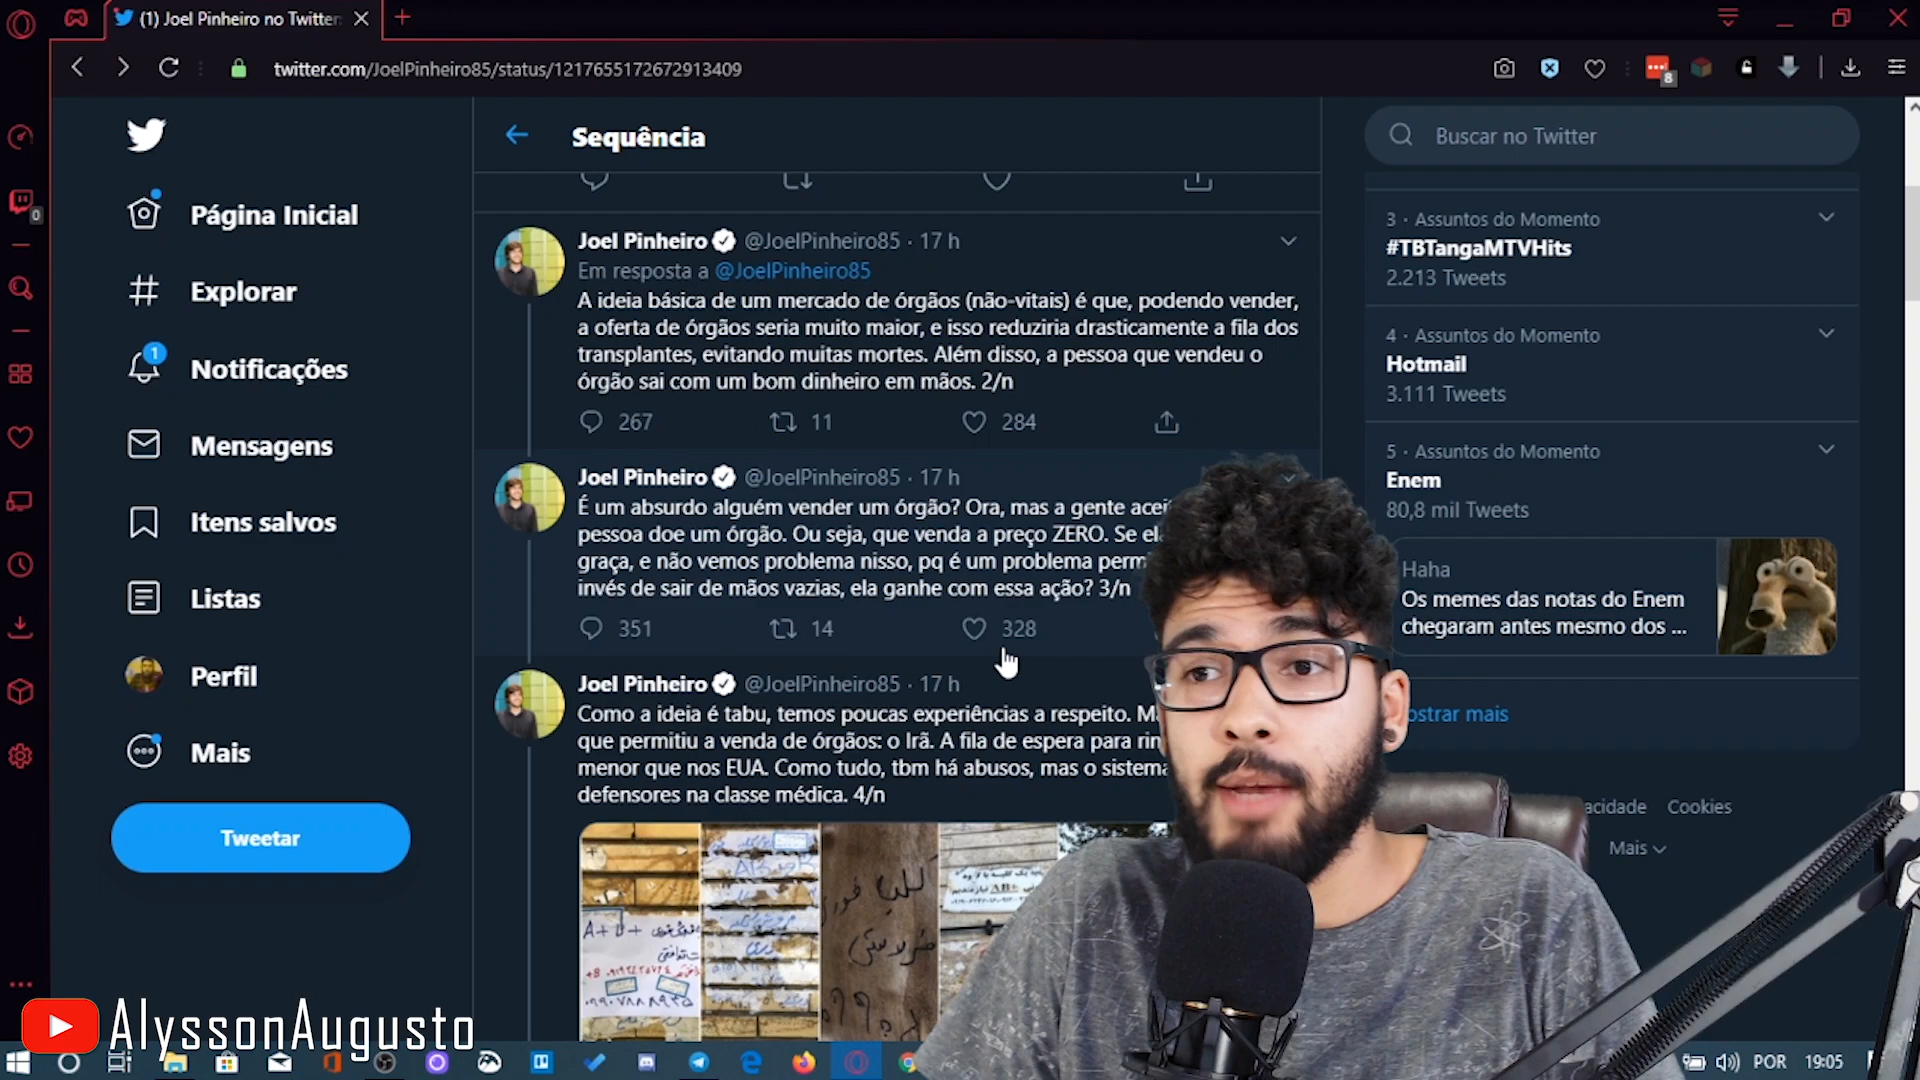 (1) Joel Pinheiro no Twitter:
twitter.com/JoelPinheiro85/status/1217655172672913409
8
0
Página Inicial
Explorar
1
Notificações
Mensagens
Itens salvos
Listas
Perfil
Mais
Tweetar
Sequência
Joel Pinheiro @JoelPinheiro85 · 17 h
Em resposta a @JoelPinheiro85
A ideia básica de um mercado de órgãos (não-vitais) é que, podendo vender,
a oferta de órgãos seria muito maior, e isso reduziria drasticamente a fila dos
transplantes, evitando muitas mortes. Além disso, a pessoa que vendeu o
órgão sai com um bom dinheiro em mãos. 2/n
267 11 284
Joel Pinheiro @JoelPinheiro85 · 17 h
É um absurdo alguém vender um órgão? Ora, mas a gente
pessoa doe um órgão. Ou seja, que venda a preço ZERO. Se
graça, e não vemos problema nisso, pq é um problema
invés de sair de mãos vazias, ela ganhe com essa ação? 3/n
351 14 328
Joel Pinheiro @JoelPinheiro85 · 17 h
Como a ideia é tabu, temos poucas experiências a respeito.
que permitiu a venda de órgãos: o Irã. A fila de espera para
menor que nos EUA. Como tudo, tbm há abusos, mas o sistema
defensores na classe médica. 4/n
Buscar no Twitter
3 · Assuntos do Momento
#TBTangaMTVHits
2.213 Tweets
4 · Assuntos do Momento
Hotmail
3.111 Tweets
5 · Assuntos do Momento
Enem
80,8 mil Tweets
Haha
Os memes das notas do Enem
chegaram antes mesmo dos ...
mais
Cookies
Mais
AlyssonAugusto
POR 19:05